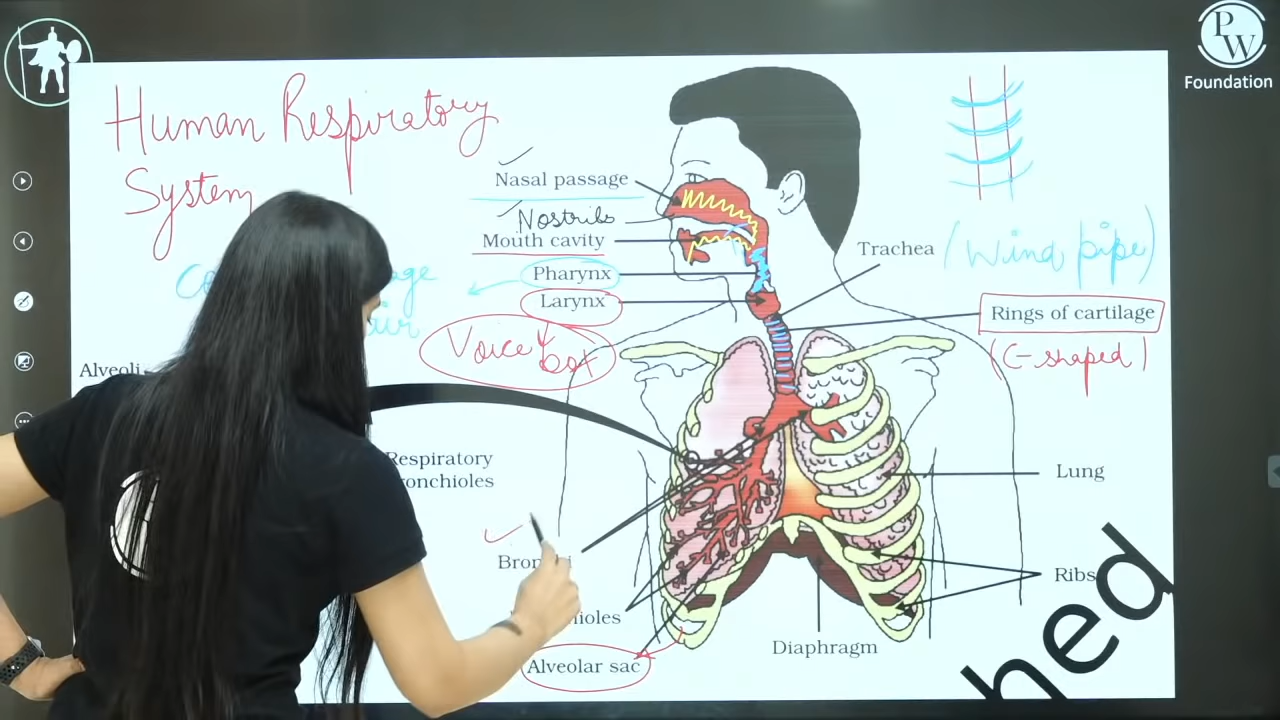 PW
Foundation
Human Respiratory
System
Nasal passage
Nostrils
Mouth cavity
Pharynx
Larynx
Voice box
Trachea (Wind pipe)
Rings of cartilage
(C-shaped)
Alveoli
Respiratory
Lung
Ribs
Diaphragm
Alveolar sac
hed